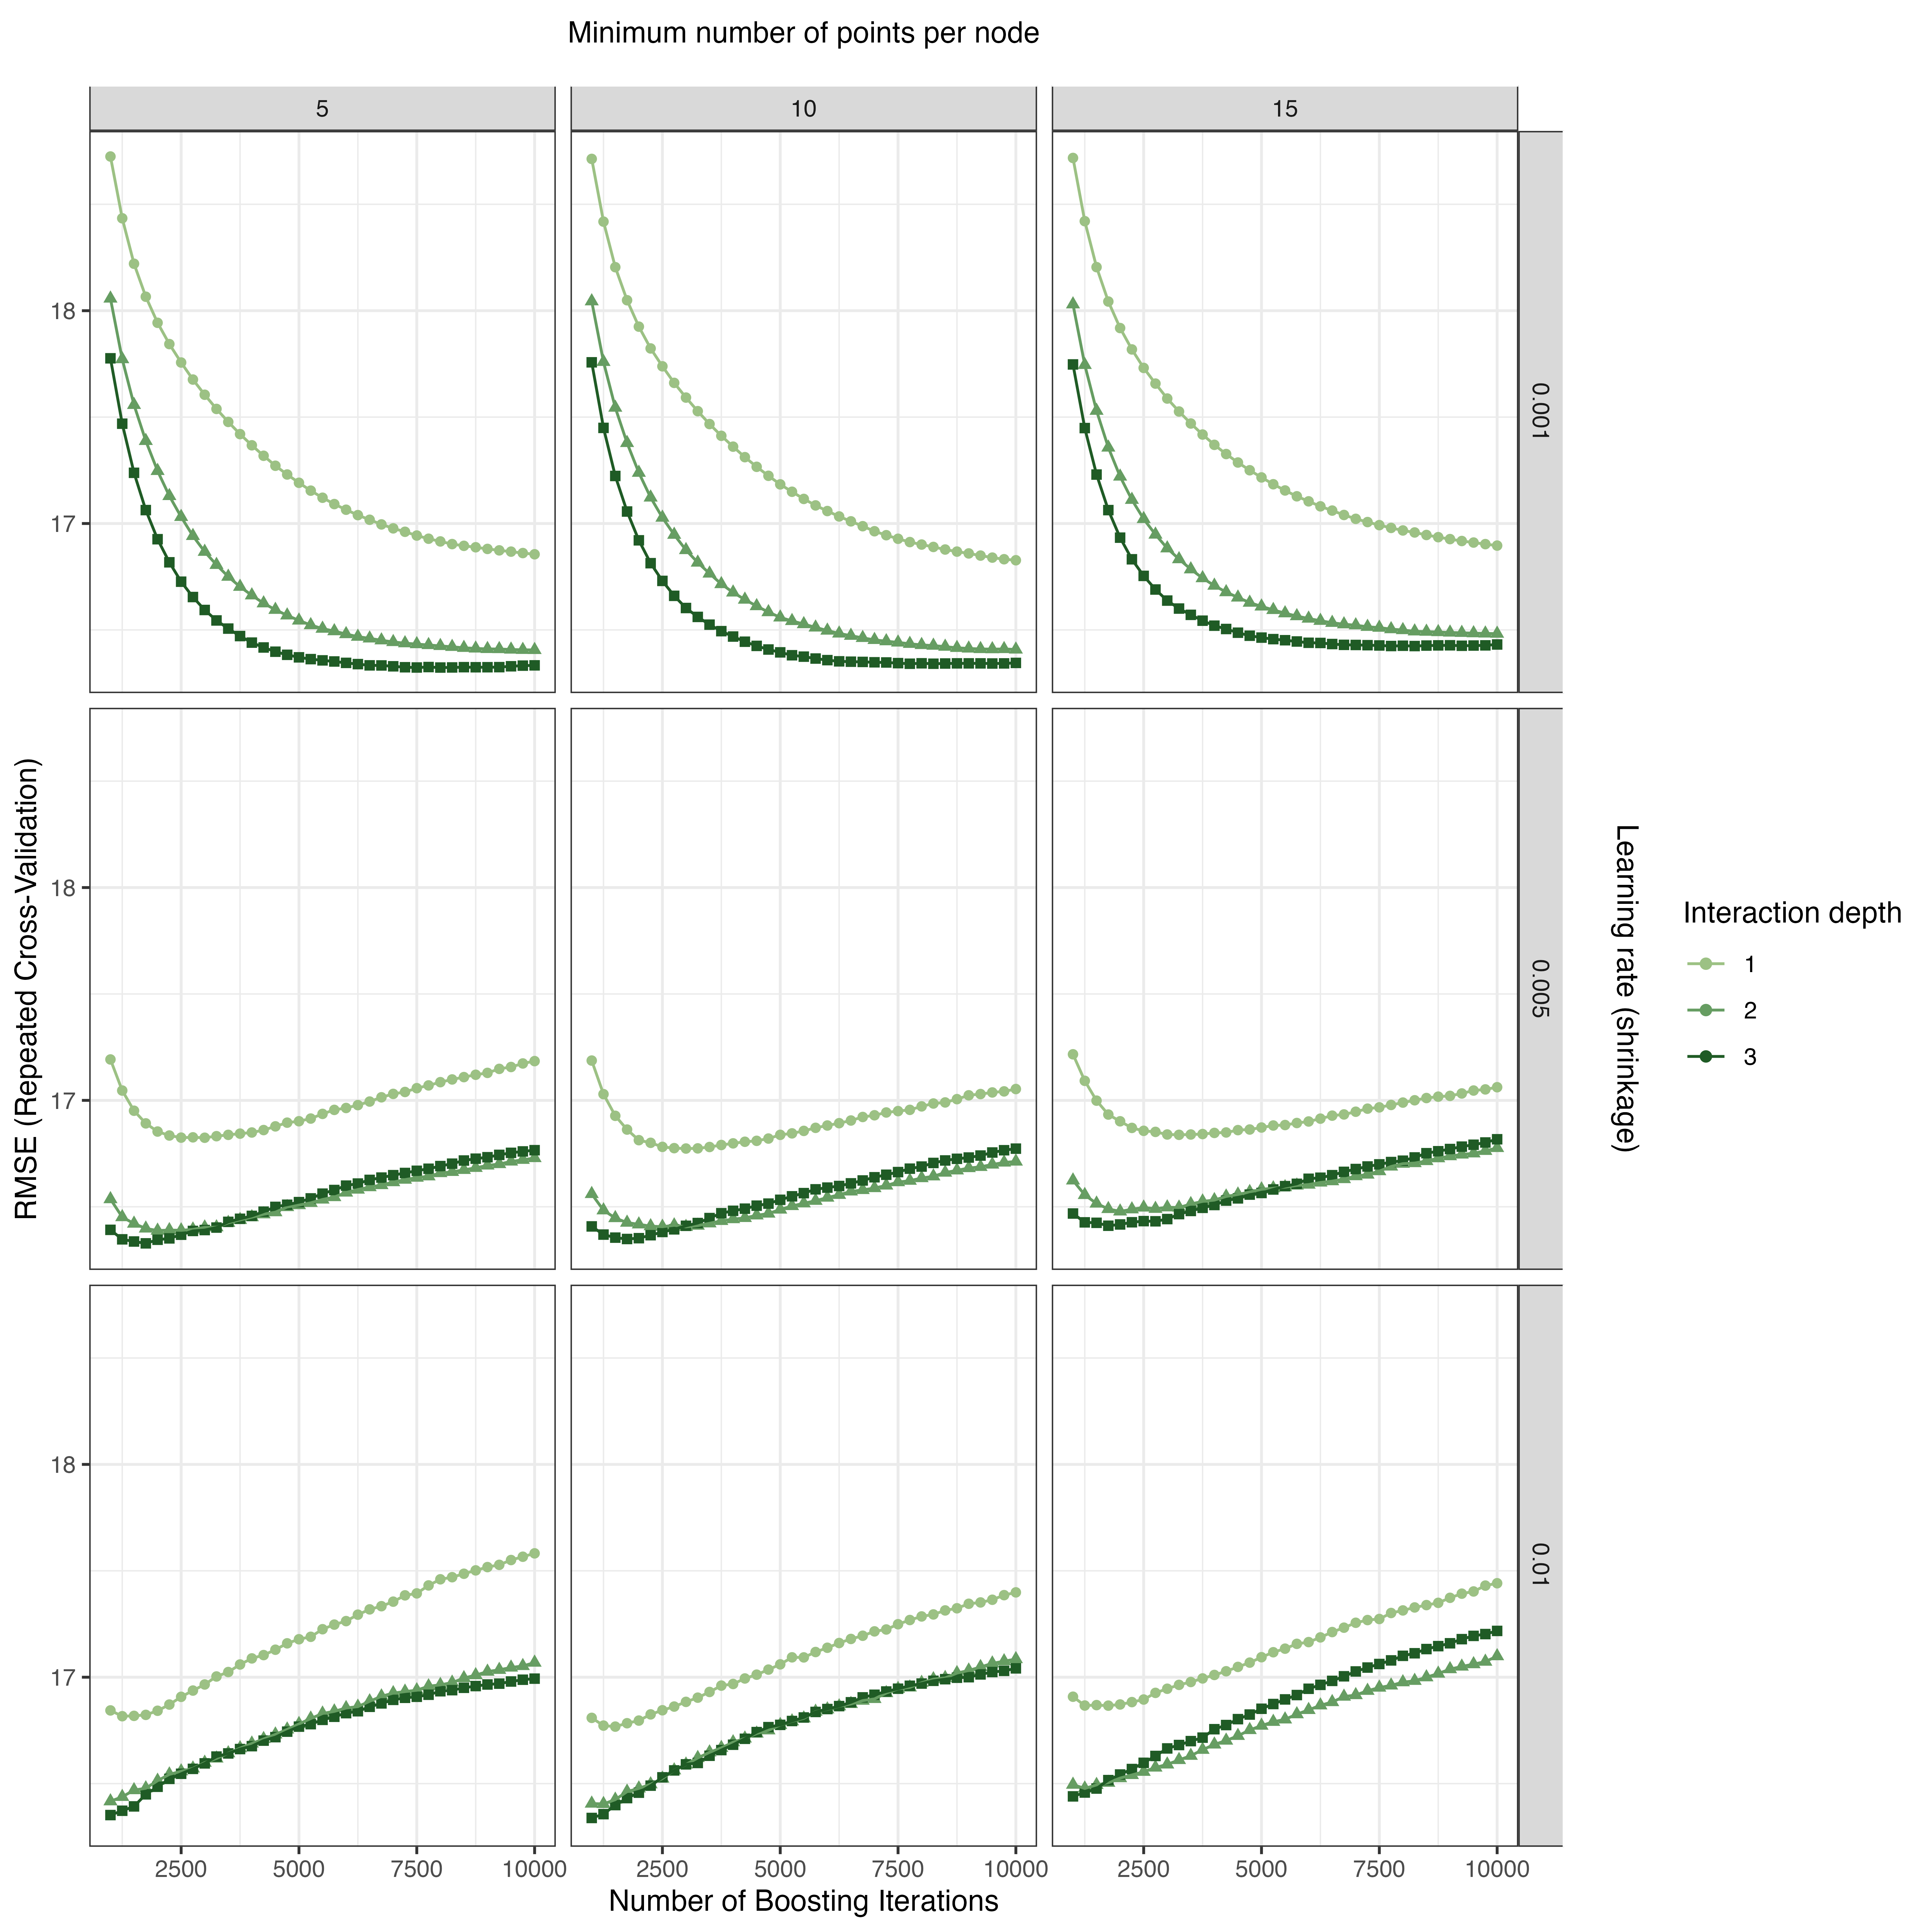 Minimum number of points per node
5
10
15
18
17
0.001
18
17
0.005
18
17
0.01
2500 5000 7500 10000
2500 5000 7500 10000
2500 5000 7500 10000
Number of Boosting Iterations
RMSE (Repeated Cross-Validation)
Learning rate (shrinkage)
Interaction depth
1
2
3